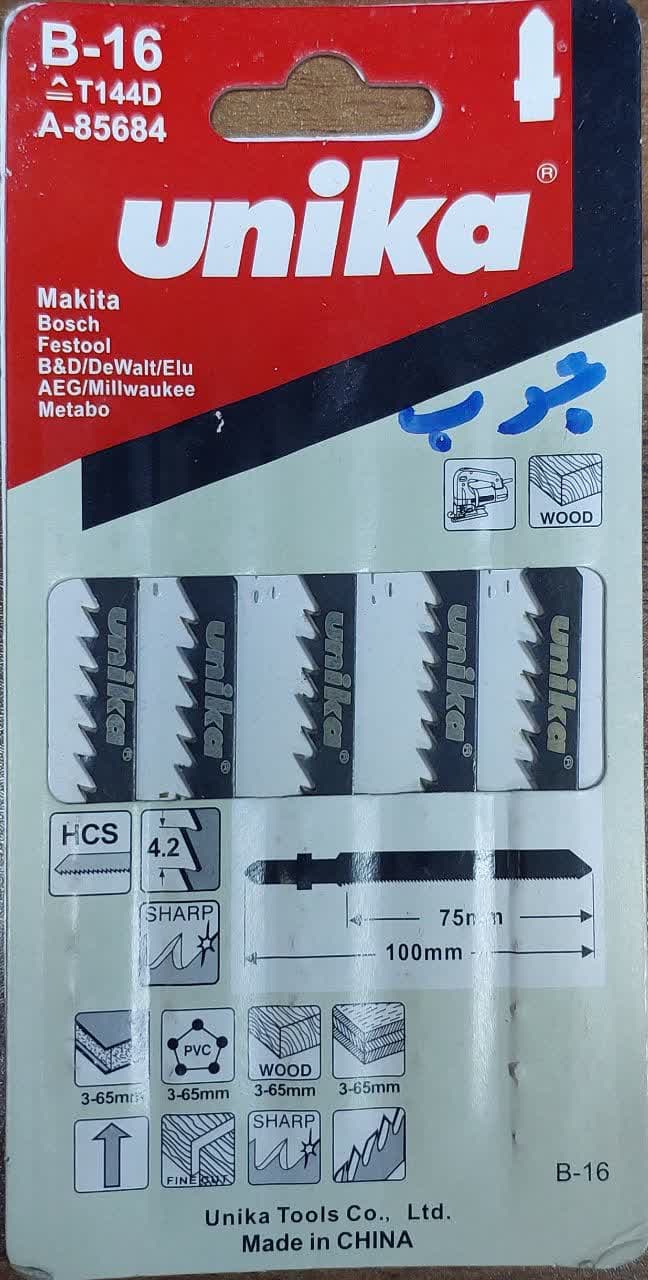 B-16
≙T144D
A-85684
unika®
Makita
Bosch
Festool
B&D/DeWalt/Elu
AEG/Millwaukee
Metabo
چوب
WOOD
unika® unika® unika® unika® unika®
HCS
4.2
SHARP
75mm
100mm
PVC
WOOD
3-65mm 3-65mm 3-65mm 3-65mm
FINE CUT
SHARP
B-16
Unika Tools Co., Ltd.
Made in CHINA